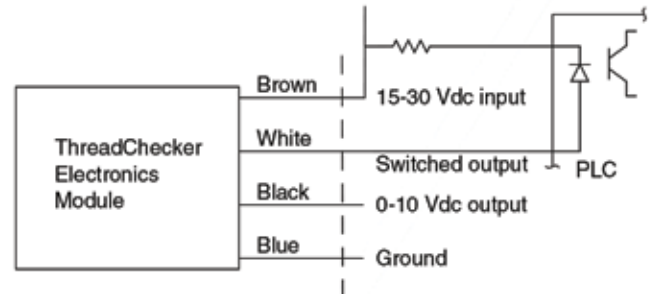 Brown
15-30 Vdc input
ThreadChecker
Electronics
Module
White
Switched output
PLC
Black
0-10 Vdc output
Blue
Ground